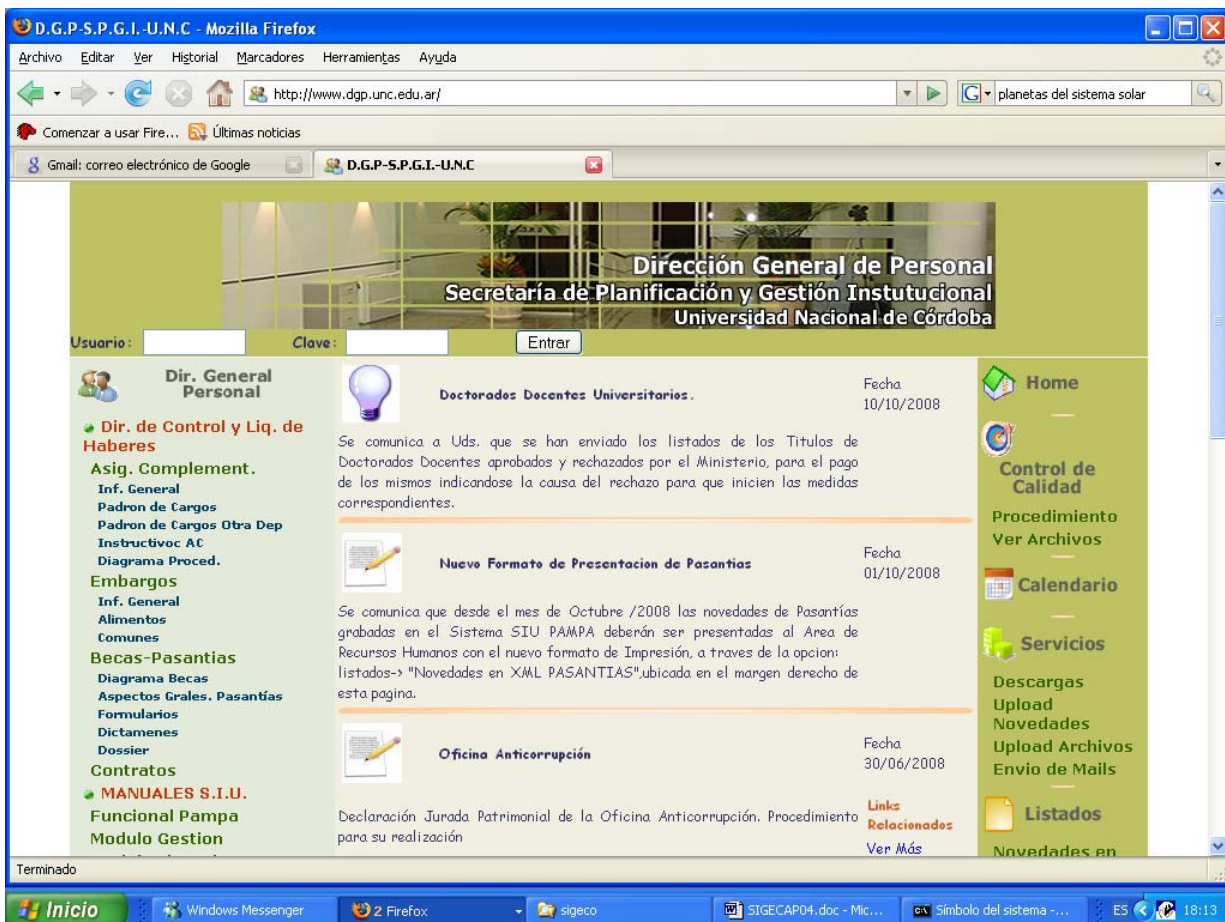 D.G.P-S.P.G.I.-U.N.C - Mozilla Firefox
Archivo Editar Ver Historial Marcadores Herramientas Ayuda
http://www.dgp.unc.edu.ar/
planetas del sistema solar
Comenzar a usar Fire... Últimas noticias
Gmail: correo electrónico de Google
D.G.P-S.P.G.I.-U.N.C
Dirección General de Personal
Secretaría de Planificación y Gestión Instutucional
Universidad Nacional de Córdoba
Usuario: Clave: Entrar
Dir. General
Personal
Dir. de Control y Liq. de
Haberes
Asig. Complement.
Inf. General
Padron de Cargos
Padron de Cargos Otra Dep
Instructivoc AC
Diagrama Proced.
Embargos
Inf. General
Alimentos
Comunes
Becas-Pasantias
Diagrama Becas
Aspectos Grales. Pasantías
Formularios
Dictamenes
Dossier
Contratos
MANUALES S.I.U.
Funcional Pampa
Modulo Gestion
Doctorados Docentes Universitarios.
Fecha
10/10/2008
Se comunica a Uds. que se han enviado los listados de los Titulos de
Doctorados Docentes aprobados y rechazados por el Ministerio, para el pago
de los mismos indicandose la causa del rechazo para que inicien las medidas
correspondientes.
Nuevo Formato de Presentacion de Pasantias
Fecha
01/10/2008
Se comunica que desde el mes de Octubre /2008 las novedades de Pasantías
grabadas en el Sistema SIU PAMPA deberán ser presentadas al Area de
Recursos Humanos con el nuevo formato de Impresión, a traves de la opcion:
listados-> "Novedades en XML PASANTIAS",ubicada en el margen derecho de
esta pagina.
Oficina Anticorrupción
Fecha
30/06/2008
Declaración Jurada Patrimonial de la Oficina Anticorrupción. Procedimiento
para su realización
Links
Relacionados
Ver Más
Home
Control de
Calidad
Procedimiento
Ver Archivos
Calendario
Servicios
Descargas
Upload
Novedades
Upload Archivos
Envio de Mails
Listados
Novedades en
Terminado
Inicio
Windows Messenger
2 Firefox
sigeco
SIGECAP04.doc - Mic...
Símbolo del sistema -...
ES
18:13